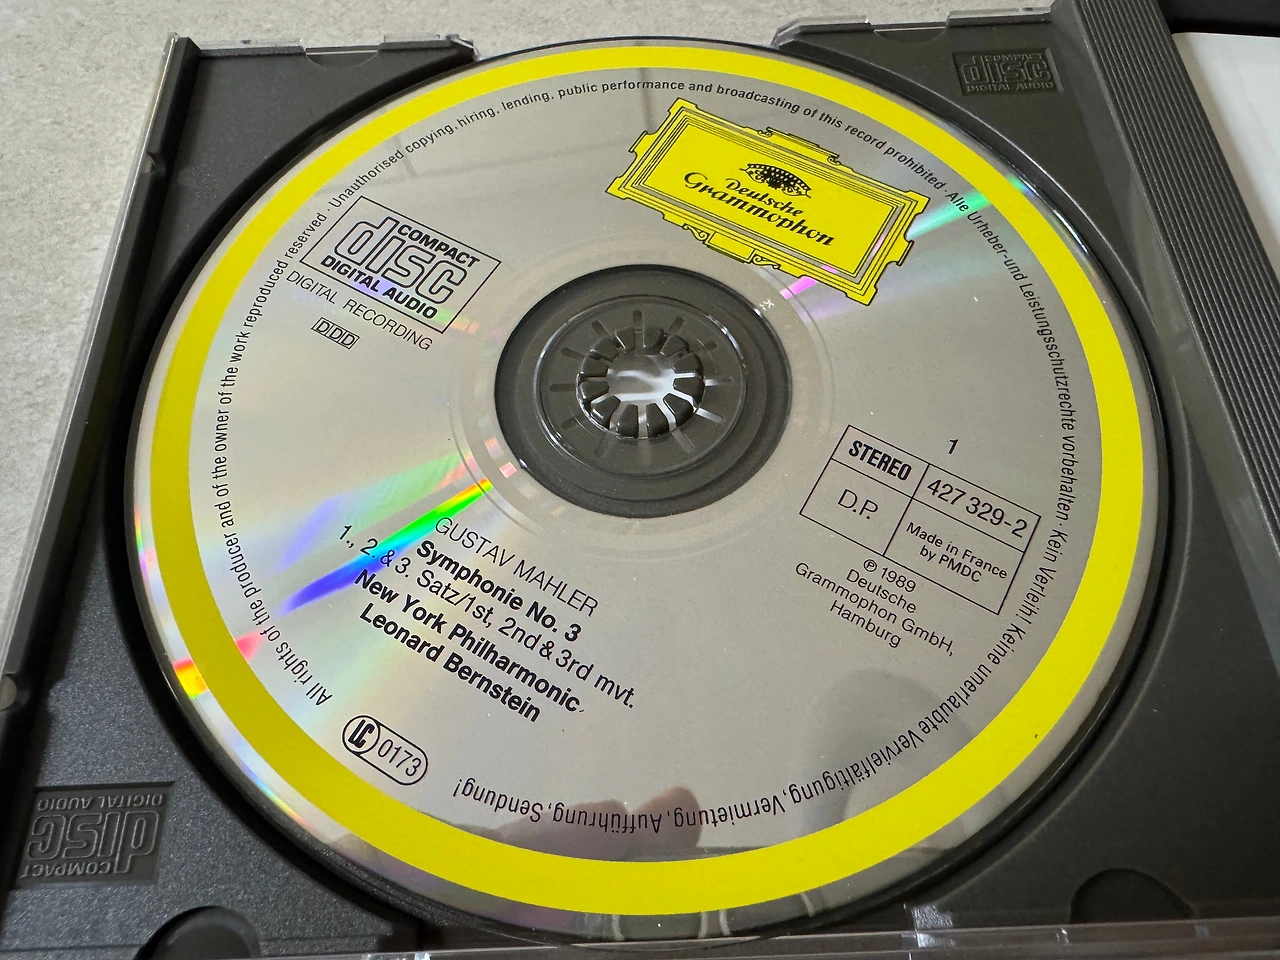 Unauthorised copying, hiring, lending, public performance and broadcasting of this record prohibited · Alle Urheber-und Leistungsschutzrechte vorbehalten · Kein Verleih! Keine unerlaubte Vervielfältigung, Vermietung, Aufführung, Sendung!
All rights of the producer and of the owner of the work reproduced reserved ·
Deutsche
Grammophon
COMPACT
disc
DIGITAL AUDIO
DIGITAL RECORDING
DDD
1
STEREO
427 329-2
D.P.
Made in France
by PMDC
℗ 1989
Deutsche
Grammophon GmbH,
Hamburg
GUSTAV MAHLER
Symphonie No. 3
1., 2. & 3. Satz/1st, 2nd & 3rd mvt.
New York Philharmonic
Leonard Bernstein
LC 0173
COMPACT
disc
DIGITAL AUDIO
COMPACT
disc
DIGITAL AUDIO